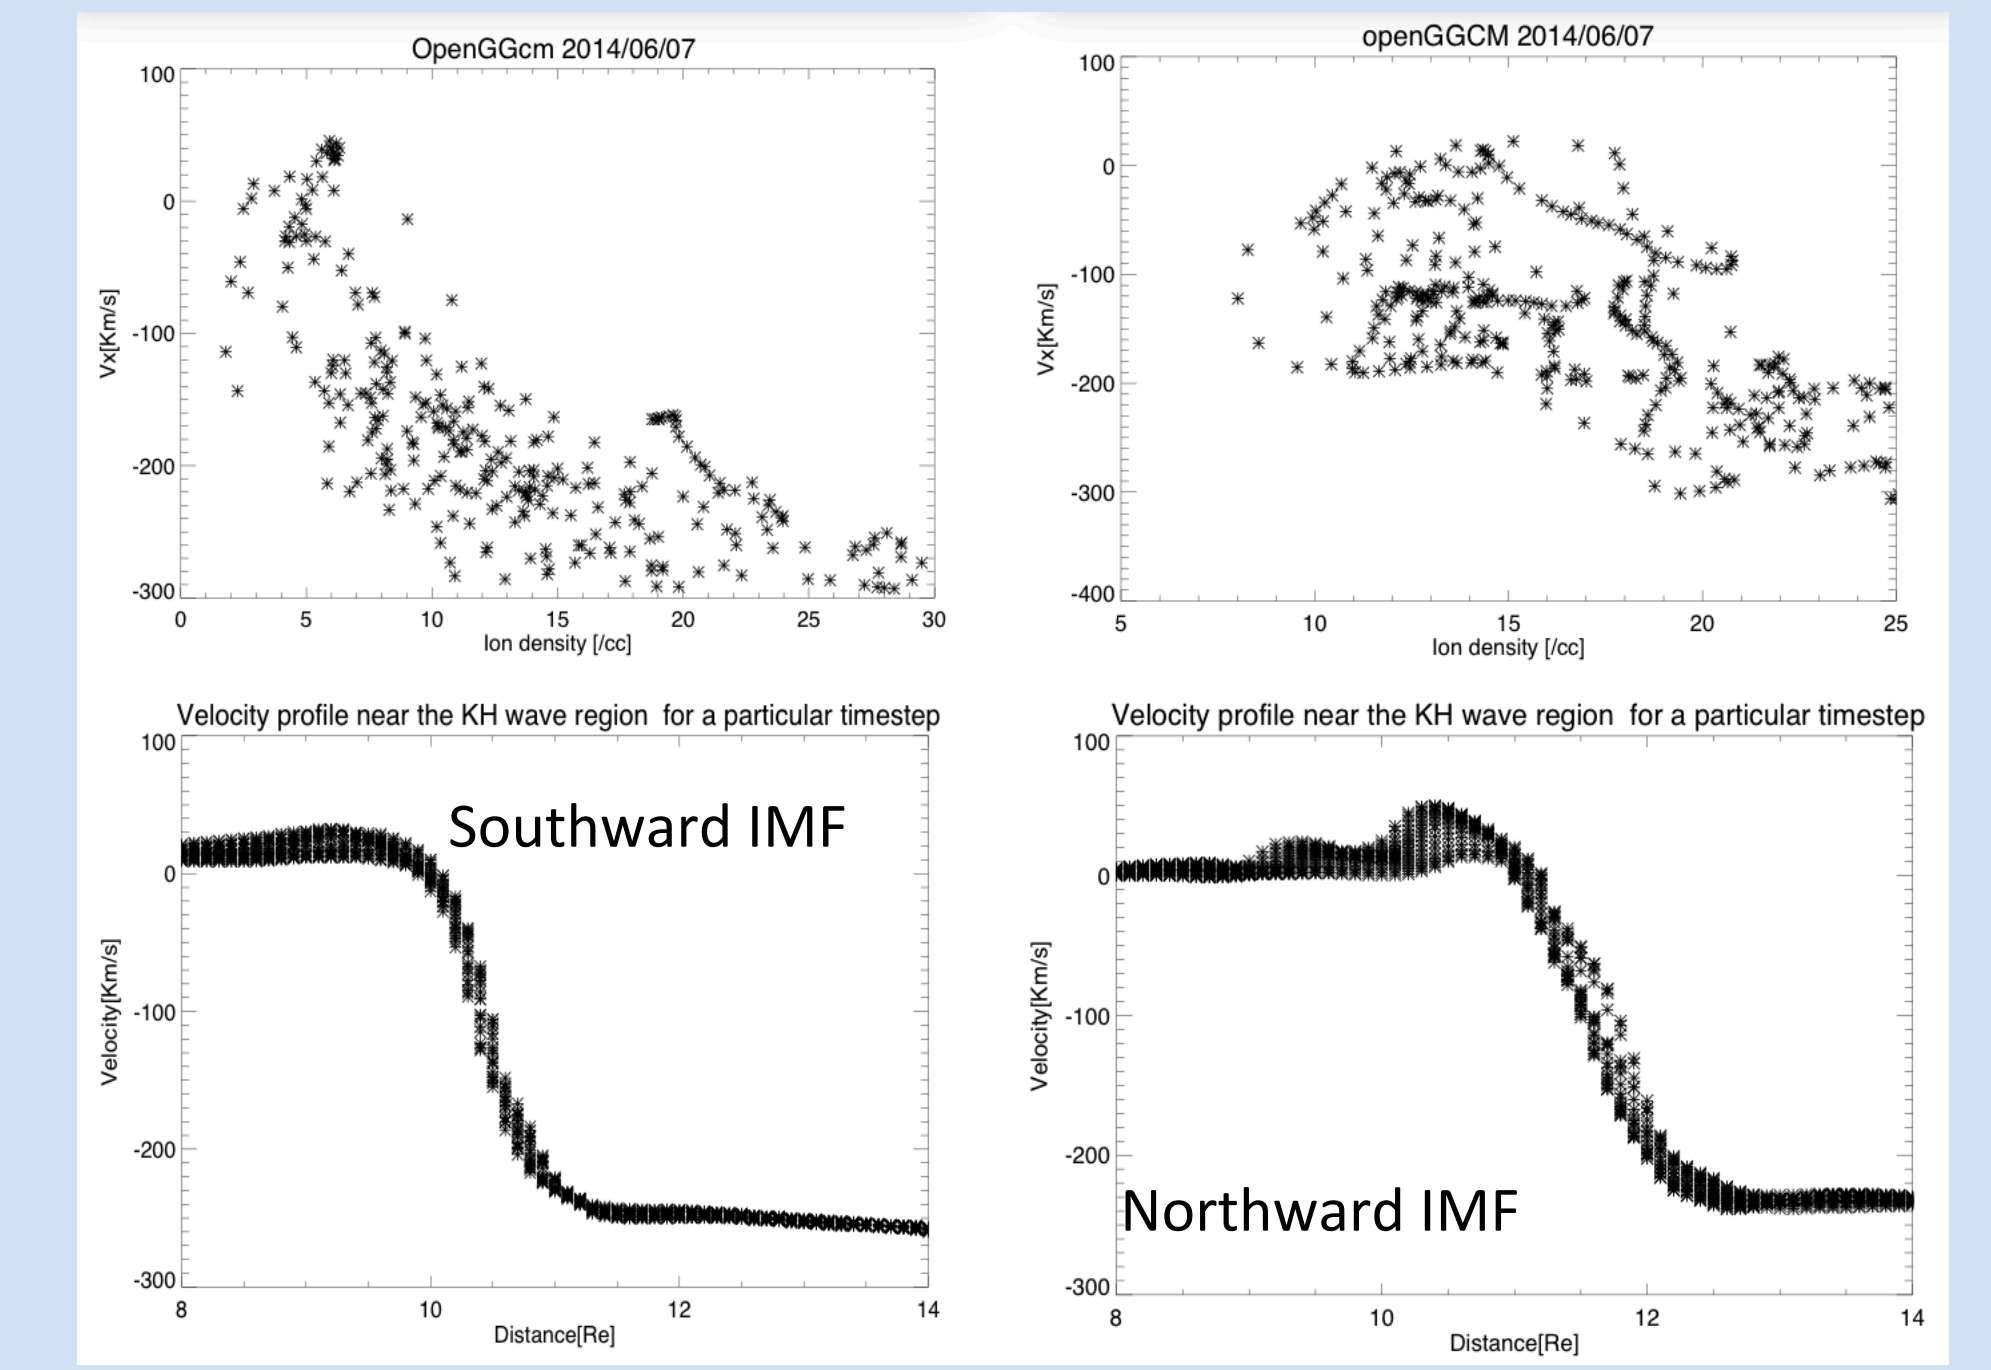 OpenGGcm 2014/06/07
100
0
-100
-200
-300
Vx[Km/s]
0 5 10 15 20 25 30
Ion density [/cc]
openGGCM 2014/06/07
100
0
-100
-200
-300
-400
Vx[Km/s]
5 10 15 20 25
Ion density [/cc]
Velocity profile near the KH wave region for a particular timestep
100
0
-100
-200
-300
Velocity[Km/s]
Southward IMF
8 10 12 14
Distance[Re]
Velocity profile near the KH wave region for a particular timestep
100
0
-100
-200
-300
Velocity[Km/s]
Northward IMF
8 10 12 14
Distance[Re]